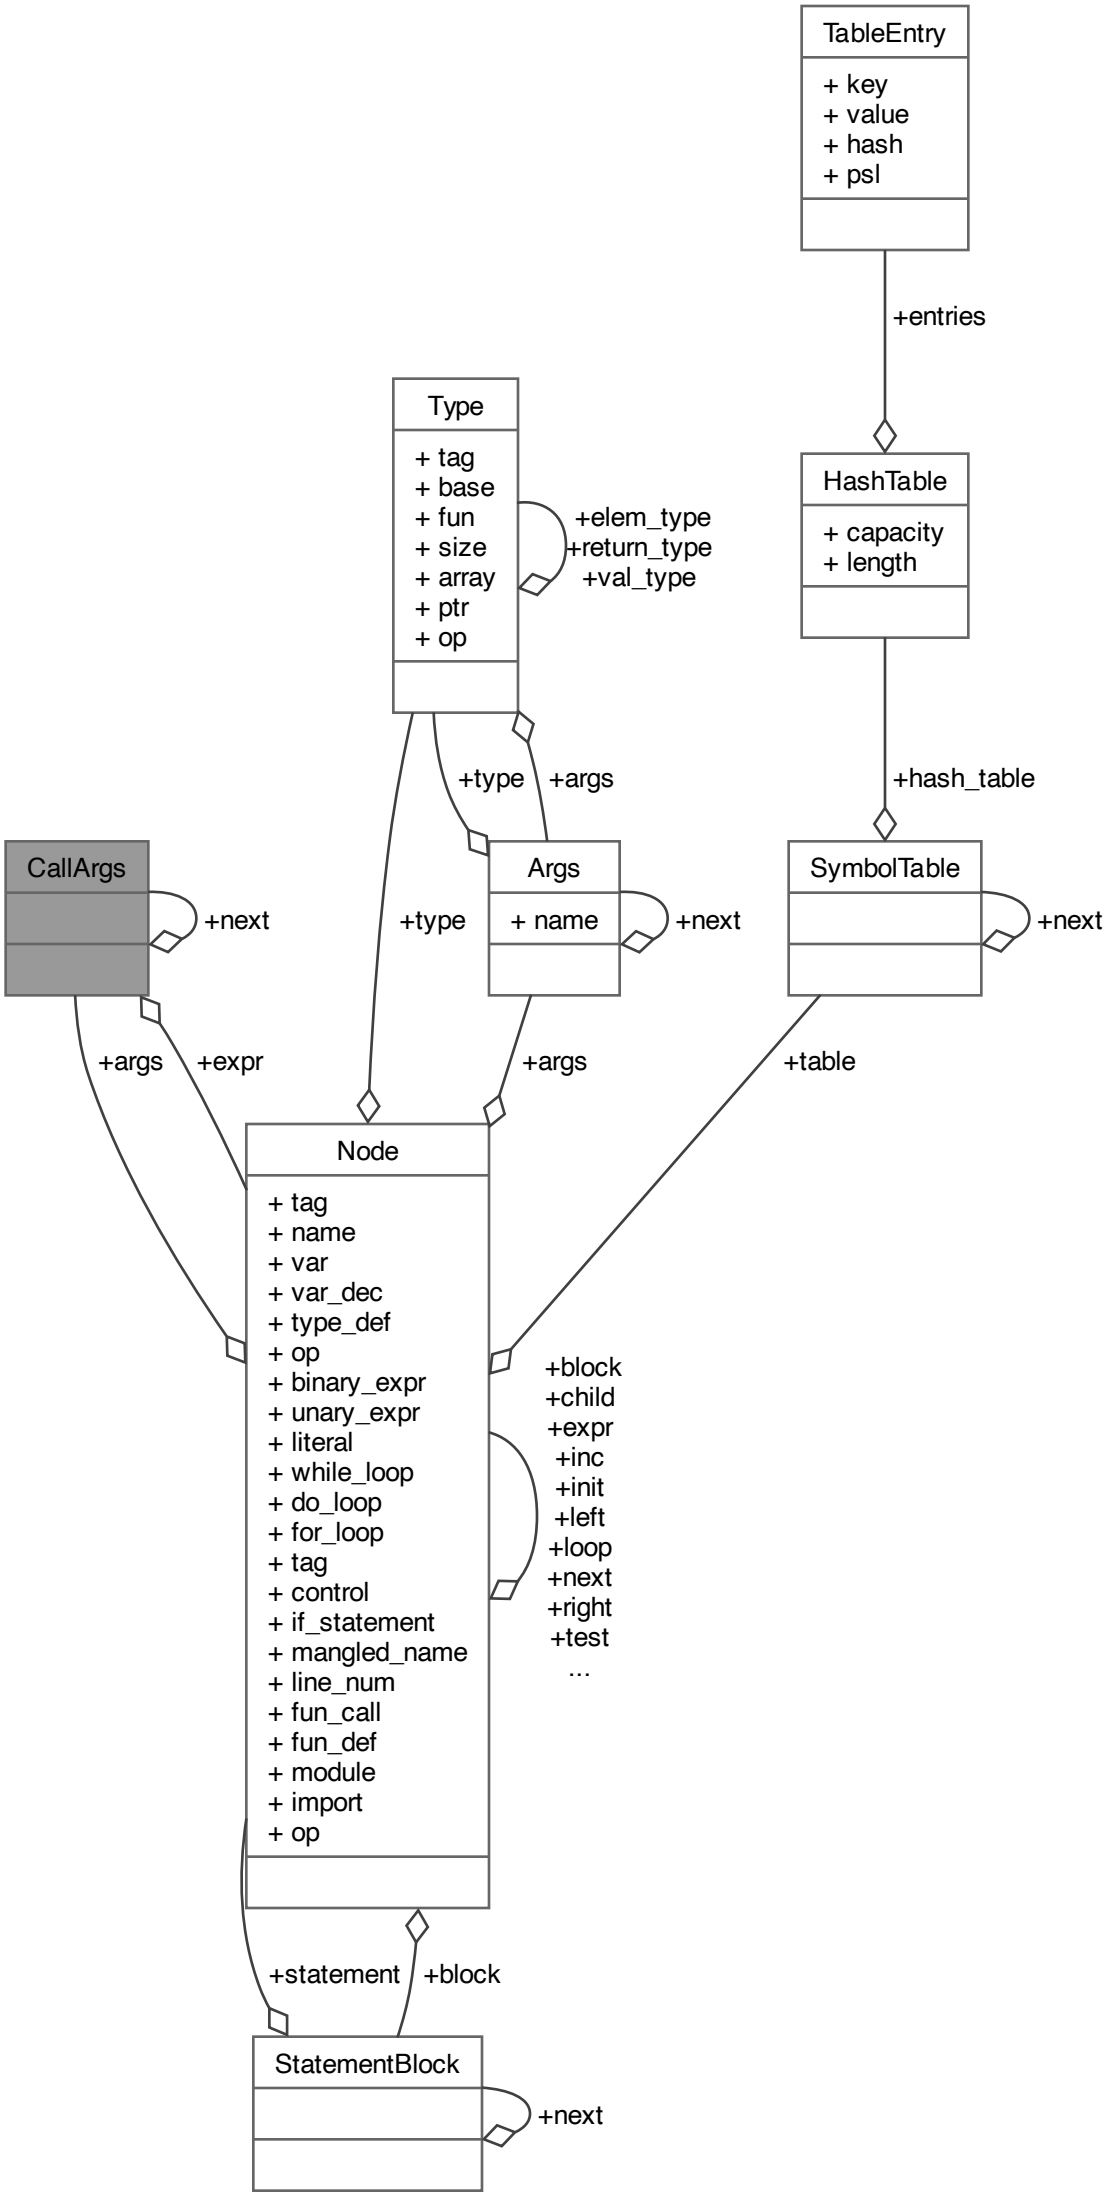 TableEntry
+ key
+ value
+ hash
+ psl
+entries
Type
+ tag
+ base
+ fun
+ size
+ array
+ ptr
+ op
+elem_type
+return_type
+val_type
HashTable
+ capacity
+ length
+type
+args
+hash_table
CallArgs
+next
+type
Args
+ name
+next
SymbolTable
+next
+args
+expr
+args
+table
Node
+ tag
+ name
+ var
+ var_dec
+ type_def
+ op
+ binary_expr
+ unary_expr
+ literal
+ while_loop
+ do_loop
+ for_loop
+ tag
+ control
+ if_statement
+ mangled_name
+ line_num
+ fun_call
+ fun_def
+ module
+ import
+ op
+block
+child
+expr
+inc
+init
+left
+loop
+next
+right
+test
...
+statement
+block
StatementBlock
+next